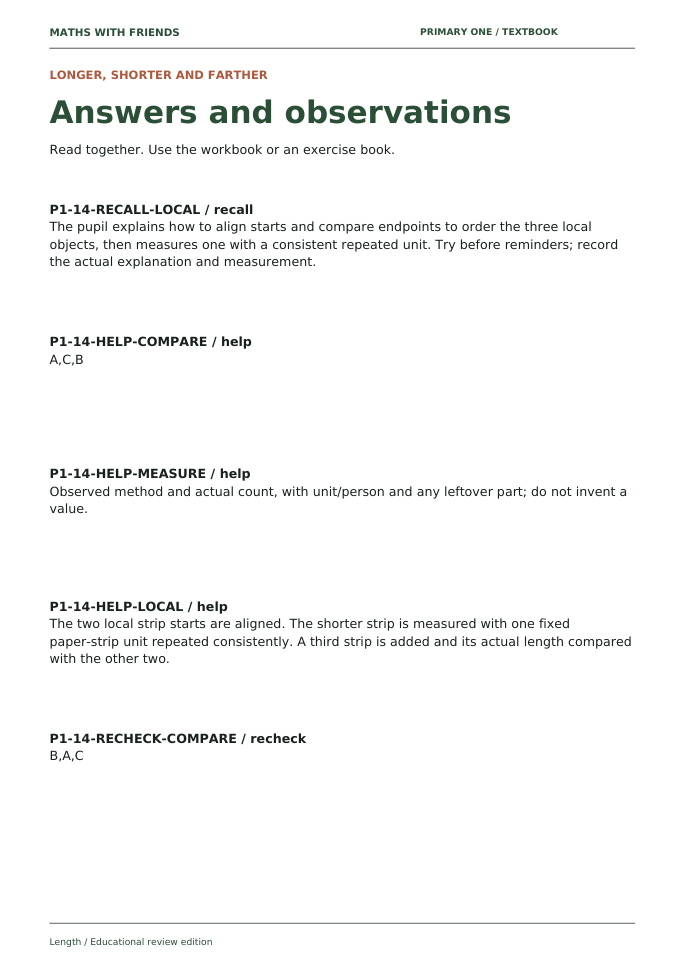 MATHS WITH FRIENDS
PRIMARY ONE / TEXTBOOK
LONGER, SHORTER AND FARTHER
Answers and observations
Read together. Use the workbook or an exercise book.
P1-14-RECALL-LOCAL / recall
The pupil explains how to align starts and compare endpoints to order the three local
objects, then measures one with a consistent repeated unit. Try before reminders; record
the actual explanation and measurement.
P1-14-HELP-COMPARE / help
A,C,B
P1-14-HELP-MEASURE / help
Observed method and actual count, with unit/person and any leftover part; do not invent a
value.
P1-14-HELP-LOCAL / help
The two local strip starts are aligned. The shorter strip is measured with one fixed
paper-strip unit repeated consistently. A third strip is added and its actual length compared
with the other two.
P1-14-RECHECK-COMPARE / recheck
B,A,C
Length / Educational review edition